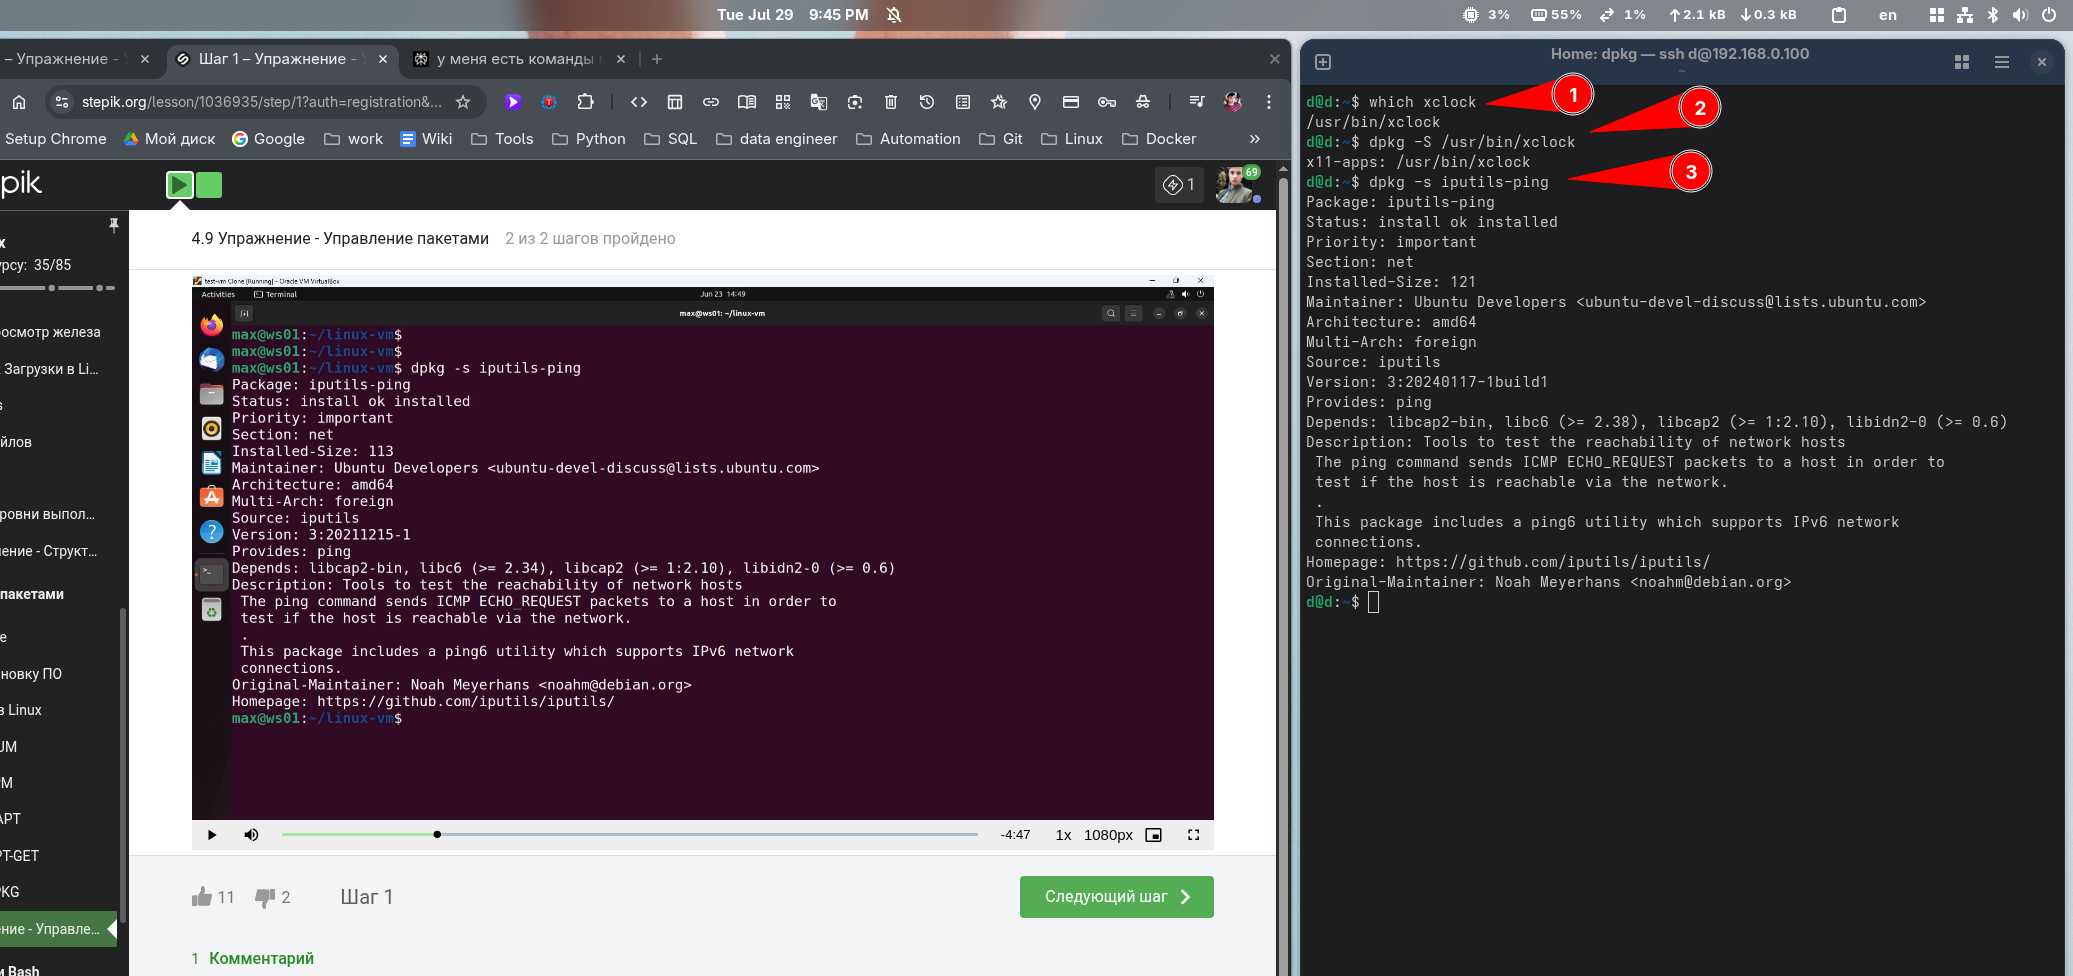 Tue Jul 29 9:45 PM
3% 55% 1% 2.1 kB 0.3 kB en
– Упражнение -
Шаг 1 – Упражнение -
у меня есть команды
stepik.org/lesson/1036935/step/1?auth=registration&...
Setup Chrome Мой диск Google work Wiki Tools Python SQL data engineer Automation Git Linux Docker »
pik
1
69
4.9 Упражнение - Управление пакетами 2 из 2 шагов пройдено
х
рсу: 35/85
осмотр железа
Загрузки в Li...
s
йлов
ровни выпол...
ение - Структ...
пакетами
е
новку ПО
в Linux
UM
PM
APT
PT-GET
PKG
ние - Управле...
и Bash
test-vm Clone [Running] - Oracle VM VirtualBox
Activities Terminal Jun 23 14:49
max@ws01: ~/linux-vm
max@ws01:~/linux-vm$
max@ws01:~/linux-vm$
max@ws01:~/linux-vm$ dpkg -s iputils-ping
Package: iputils-ping
Status: install ok installed
Priority: important
Section: net
Installed-Size: 113
Maintainer: Ubuntu Developers <ubuntu-devel-discuss@lists.ubuntu.com>
Architecture: amd64
Multi-Arch: foreign
Source: iputils
Version: 3:20211215-1
Provides: ping
Depends: libcap2-bin, libc6 (>= 2.34), libcap2 (>= 1:2.10), libidn2-0 (>= 0.6)
Description: Tools to test the reachability of network hosts
The ping command sends ICMP ECHO_REQUEST packets to a host in order to
test if the host is reachable via the network.
.
This package includes a ping6 utility which supports IPv6 network
connections.
Original-Maintainer: Noah Meyerhans <noahm@debian.org>
Homepage: https://github.com/iputils/iputils/
max@ws01:~/linux-vm$
-4:47 1x 1080px
11 2 Шаг 1
Следующий шаг
1 Комментарий
Home: dpkg — ssh d@192.168.0.100
~
d@d:~$ which xclock
1
/usr/bin/xclock
2
d@d:~$ dpkg -S /usr/bin/xclock
x11-apps: /usr/bin/xclock
d@d:~$ dpkg -s iputils-ping
3
Package: iputils-ping
Status: install ok installed
Priority: important
Section: net
Installed-Size: 121
Maintainer: Ubuntu Developers <ubuntu-devel-discuss@lists.ubuntu.com>
Architecture: amd64
Multi-Arch: foreign
Source: iputils
Version: 3:20240117-1build1
Provides: ping
Depends: libcap2-bin, libc6 (>= 2.38), libcap2 (>= 1:2.10), libidn2-0 (>= 0.6)
Description: Tools to test the reachability of network hosts
The ping command sends ICMP ECHO_REQUEST packets to a host in order to
test if the host is reachable via the network.
.
This package includes a ping6 utility which supports IPv6 network
connections.
Homepage: https://github.com/iputils/iputils/
Original-Maintainer: Noah Meyerhans <noahm@debian.org>
d@d:~$